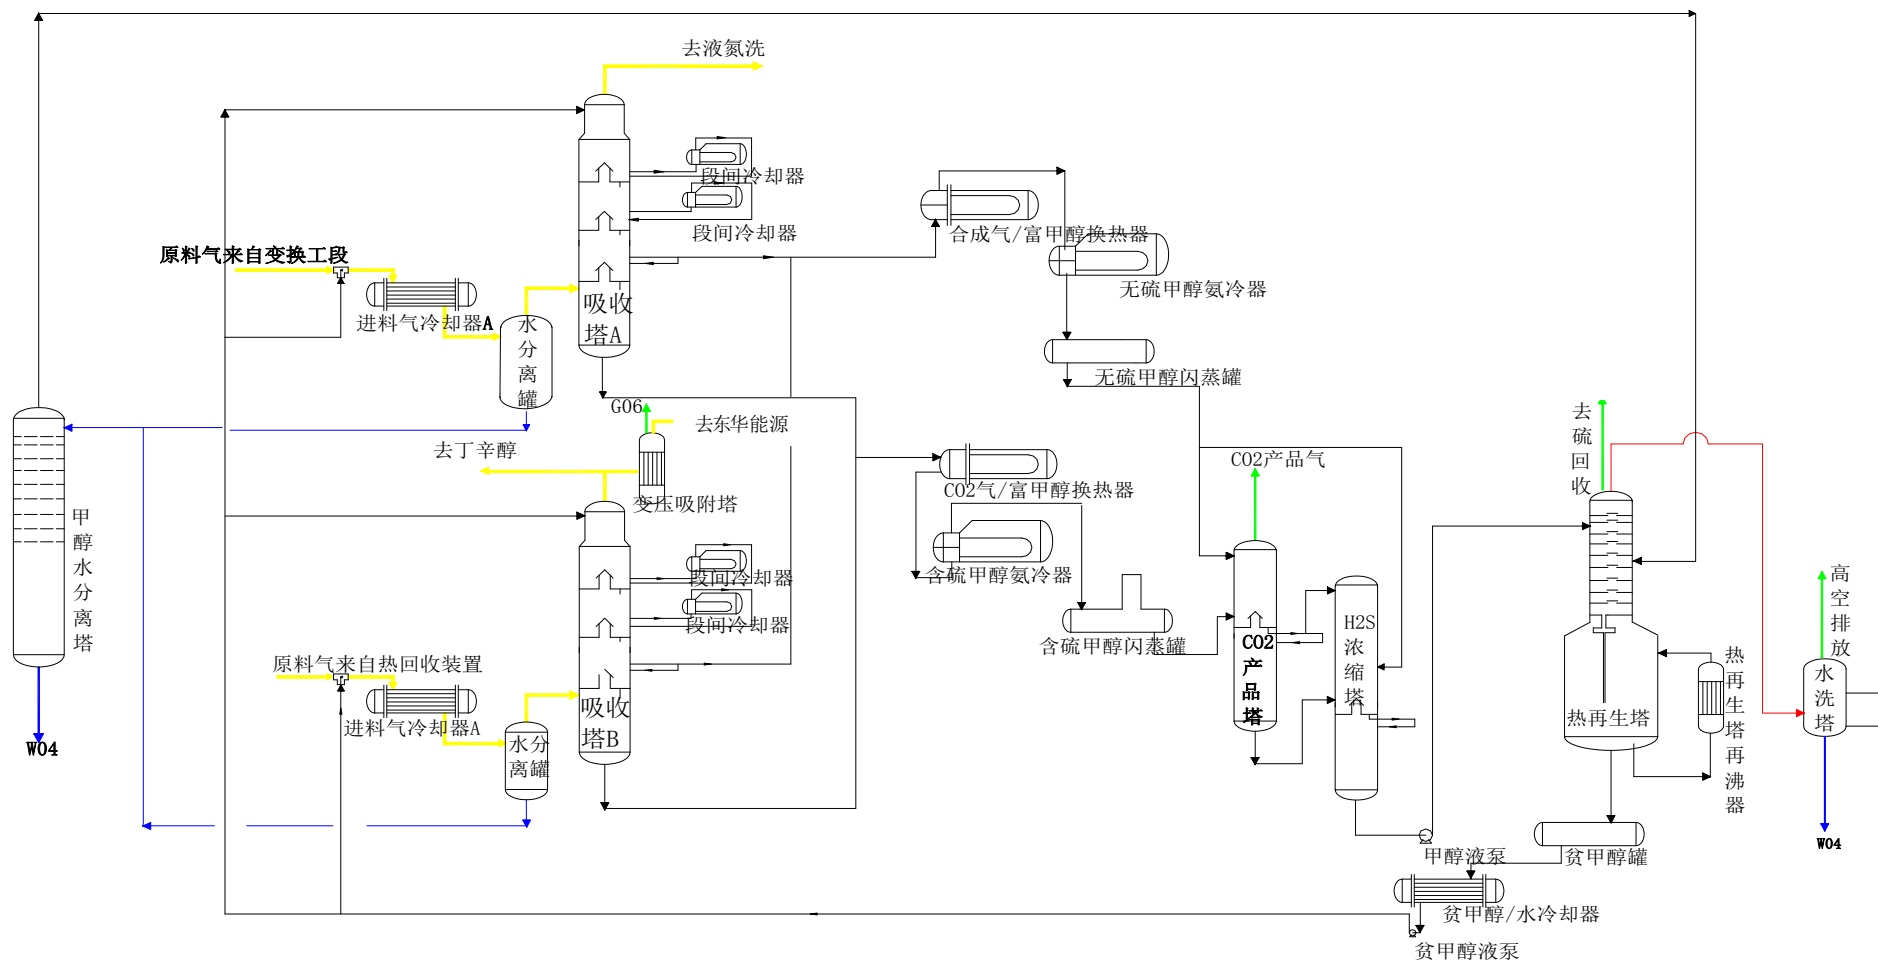 去液氮洗
段间冷却器
段间冷却器
原料气来自变换工段
合成气/富甲醇换热器
无硫甲醇氨冷器
进料气冷却器A
水分离罐
吸收
塔A
无硫甲醇闪蒸罐
G06
去东华能源
去丁辛醇
变压吸附塔
CO2气/富甲醇换热器
CO2产品气
去硫回收
甲醇水分离塔
段间冷却器
段间冷却器
含硫甲醇氨冷器
含硫甲醇闪蒸罐
CO2
产
品
塔
H2S
浓
缩
塔
高空排放
原料气来自热回收装置
进料气冷却器A
水分
离罐
吸收
塔B
热再生塔
热再生塔再沸器
水洗塔
W04
W04
甲醇液泵
贫甲醇罐
贫甲醇/水冷却器
贫甲醇液泵